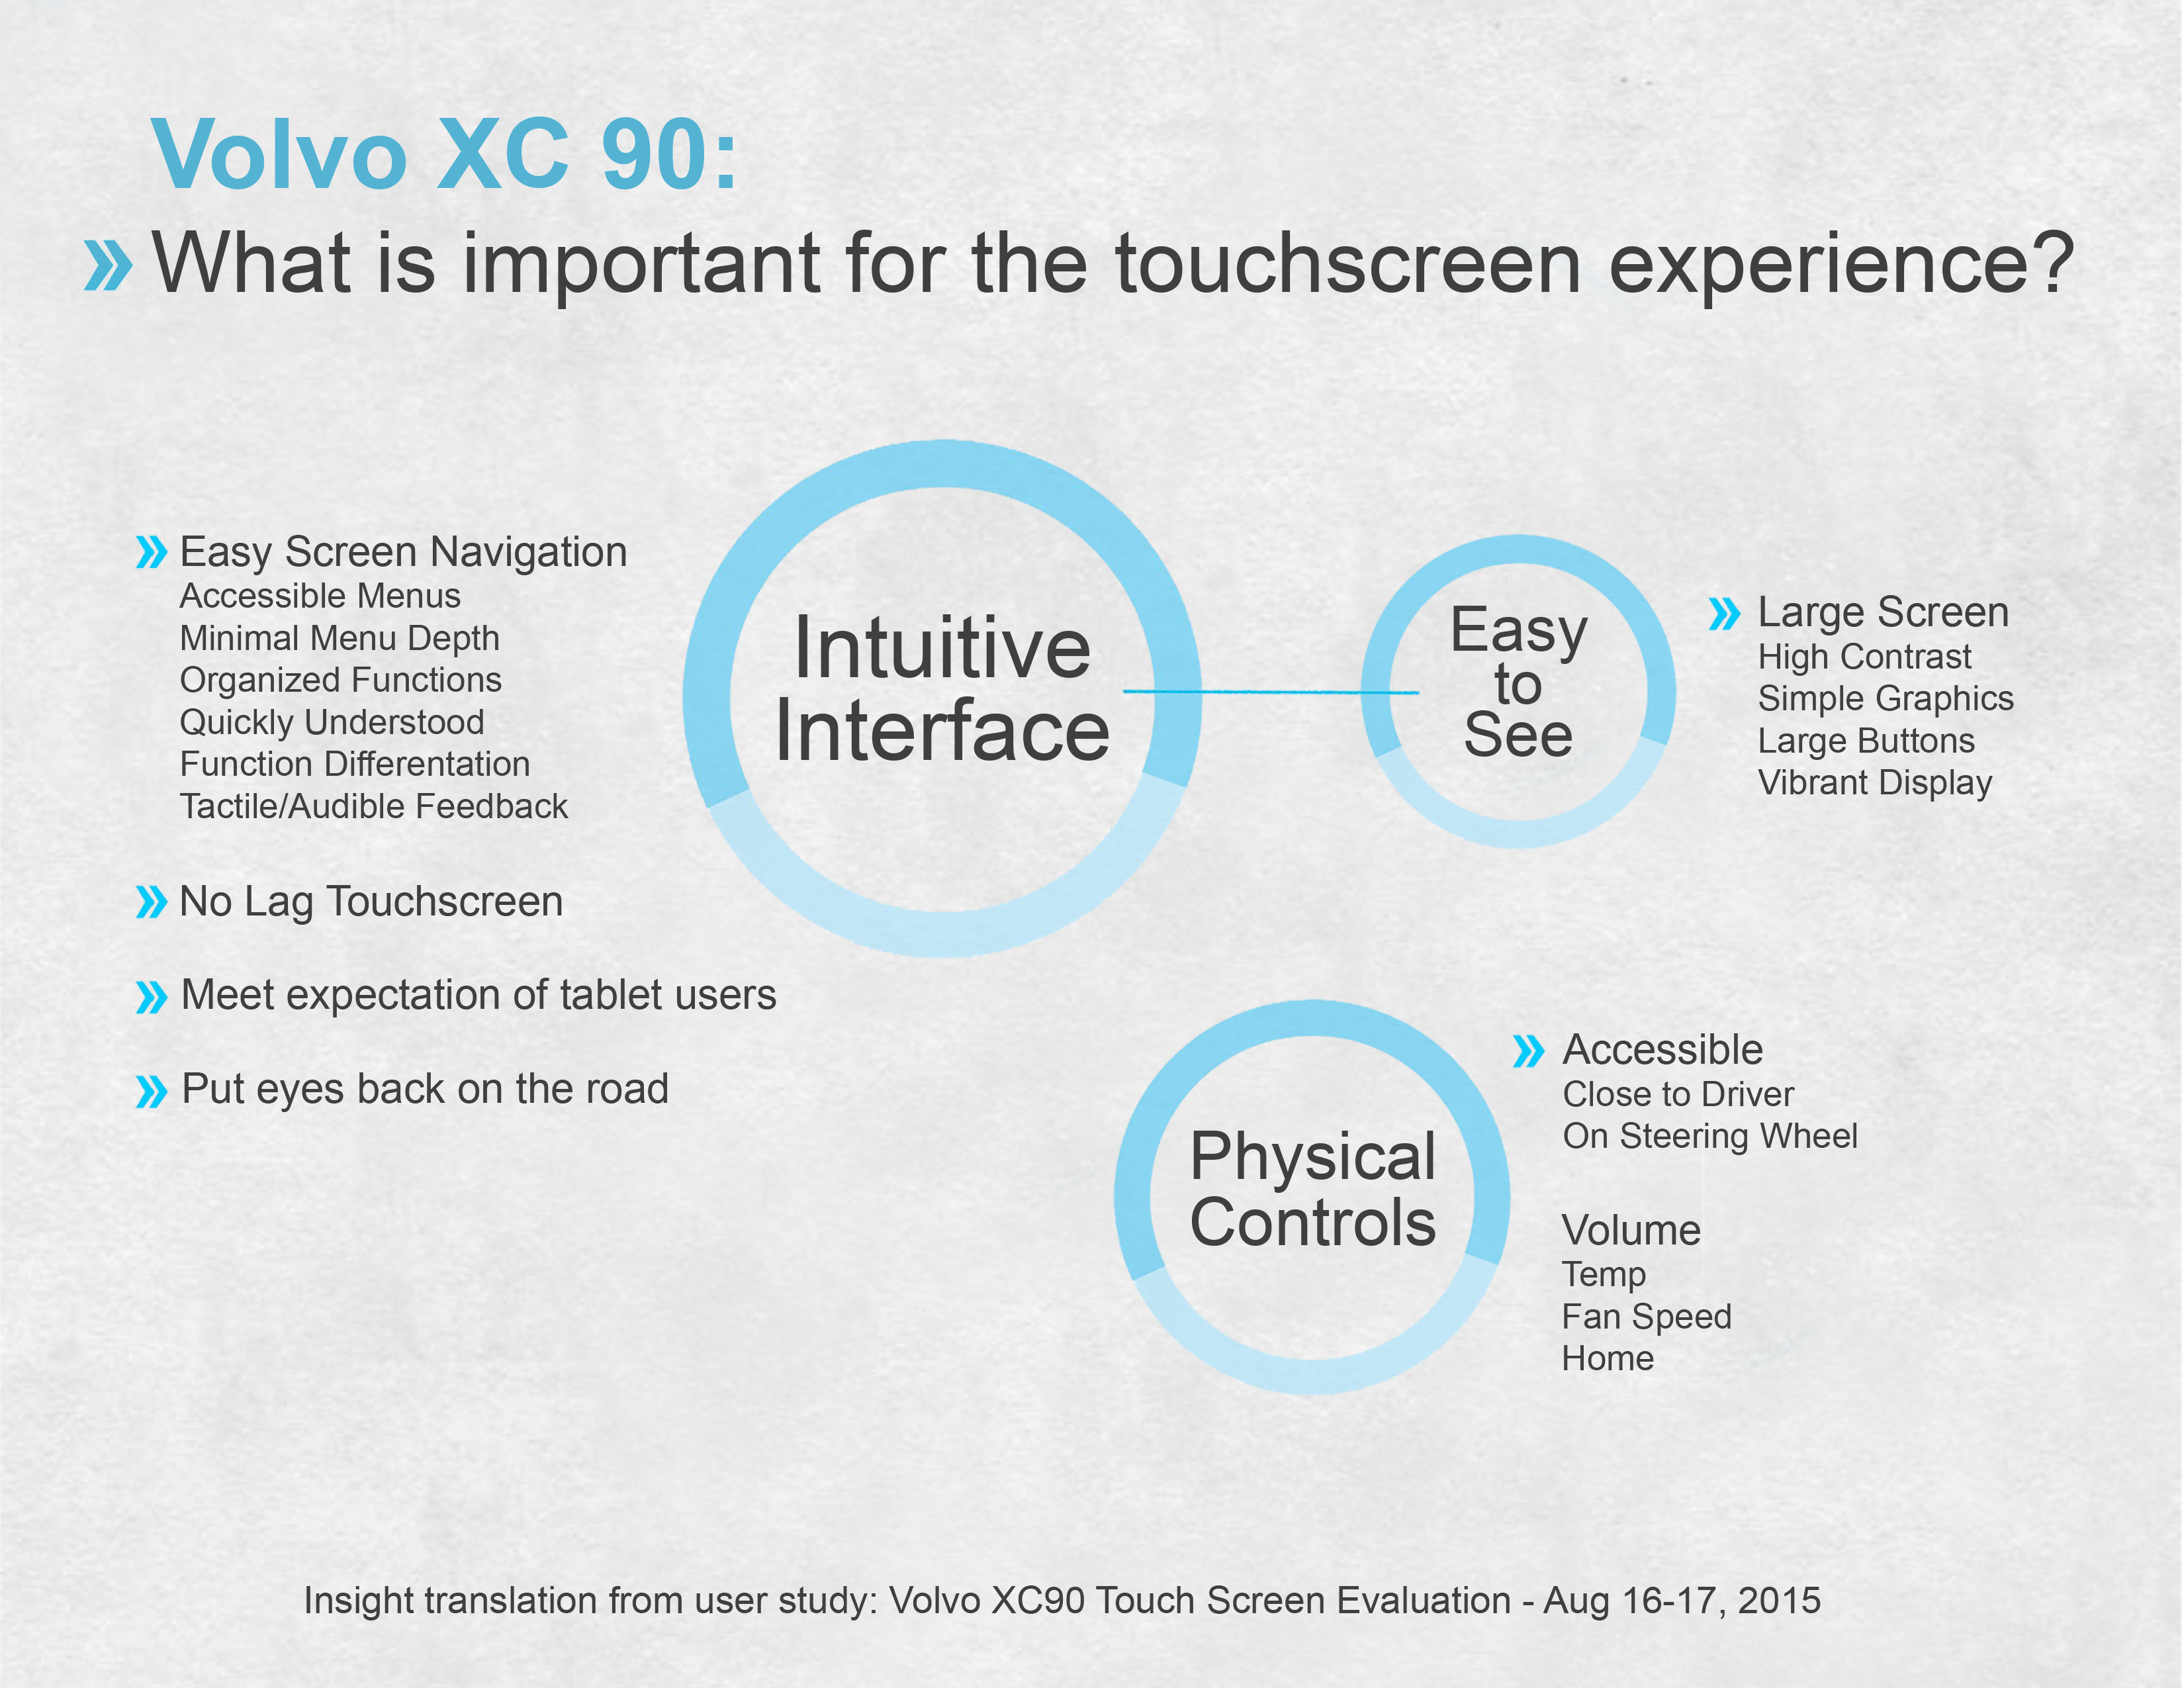 Volvo XC 90:
What is important for the touchscreen experience?
Easy Screen Navigation
Accessible Menus
Minimal Menu Depth
Organized Functions
Quickly Understood
Function Differentation
Tactile/Audible Feedback
No Lag Touchscreen
Meet expectation of tablet users
Put eyes back on the road
Intuitive
Interface
Easy
to
See
Large Screen
High Contrast
Simple Graphics
Large Buttons
Vibrant Display
Physical
Controls
Accessible
Close to Driver
On Steering Wheel
Volume
Temp
Fan Speed
Home
Insight translation from user study: Volvo XC90 Touch Screen Evaluation - Aug 16-17, 2015